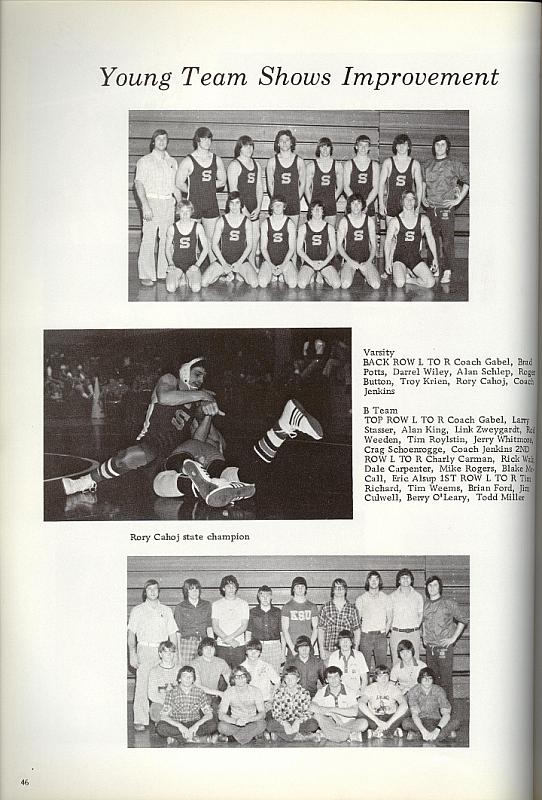 Young Team Shows Improvement
S S S S S S
S S S S S S
Varsity
BACK ROW L TO R Coach Gabel, Brad
Potts, Darrel Wiley, Alan Schlep, Roger
Button, Troy Krien, Rory Cahoj, Coach
Jenkins
B Team
TOP ROW L TO R Coach Gabel, Larry
Stasser, Alan King, Link Zweygardt,
Weeden, Tim Roylstin, Jerry Whitmore,
Crag Schoenrogge, Coach Jenkins 2ND
ROW L TO R Charly Carman, Rick
Dale Carpenter, Mike Rogers, Blake Mc
Call, Eric Alsup 1ST ROW L TO R Tim
Richard, Tim Weems, Brian Ford, Jim
Culwell, Berry O'Leary, Todd Miller
Rory Cahoj state champion
KSU
46